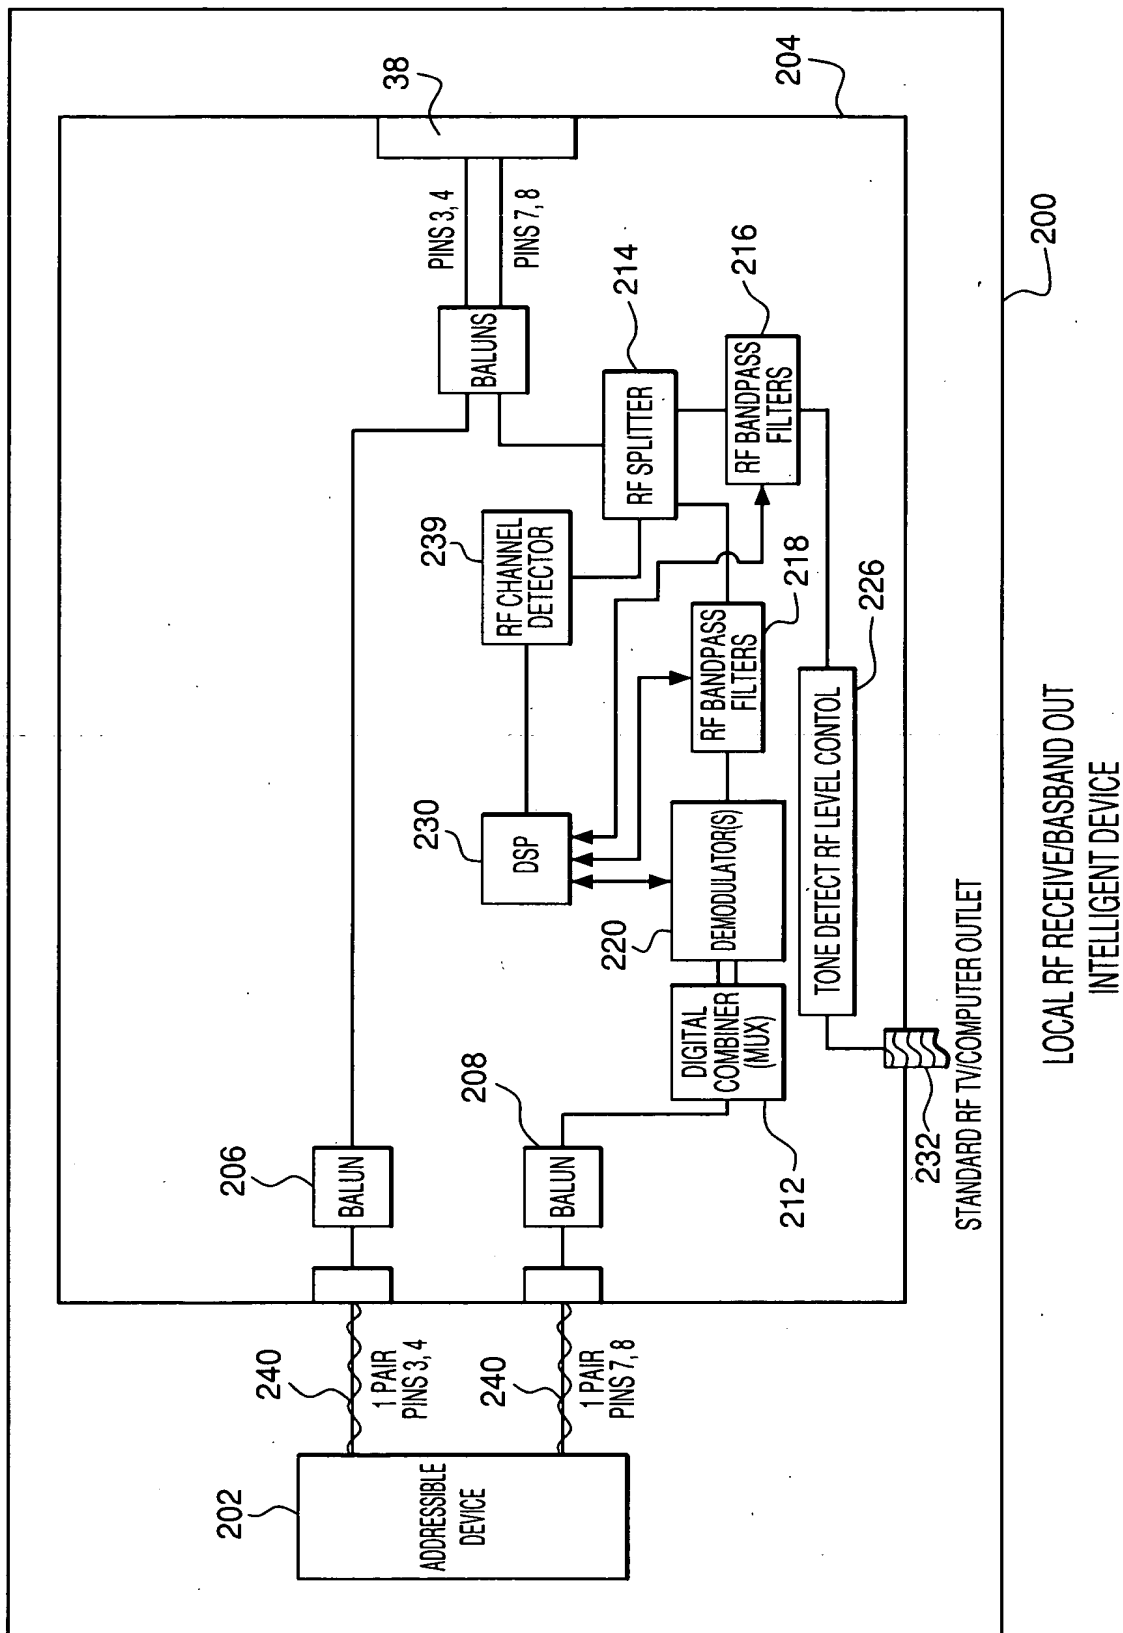 202
ADDRESSIBLE
DEVICE
240
1 PAIR
PINS 3, 4
240
1 PAIR
PINS 7, 8
206
BALUN
208
BALUN
230
DSP
239
RF CHANNEL
DETECTOR
BALUNS
PINS 3, 4
PINS 7, 8
38
204
214
RF SPLITTER
216
RF BANDPASS
FILTERS
218
RF BANDPASS
FILTERS
220
DEMODULATOR(S)
DIGITAL
COMBINER
(MUX)
212
226
TONE DETECT RF LEVEL CONTOL
232
STANDARD RF TV/COMPUTER OUTLET
200
LOCAL RF RECEIVE/BASBAND OUT
INTELLIGENT DEVICE